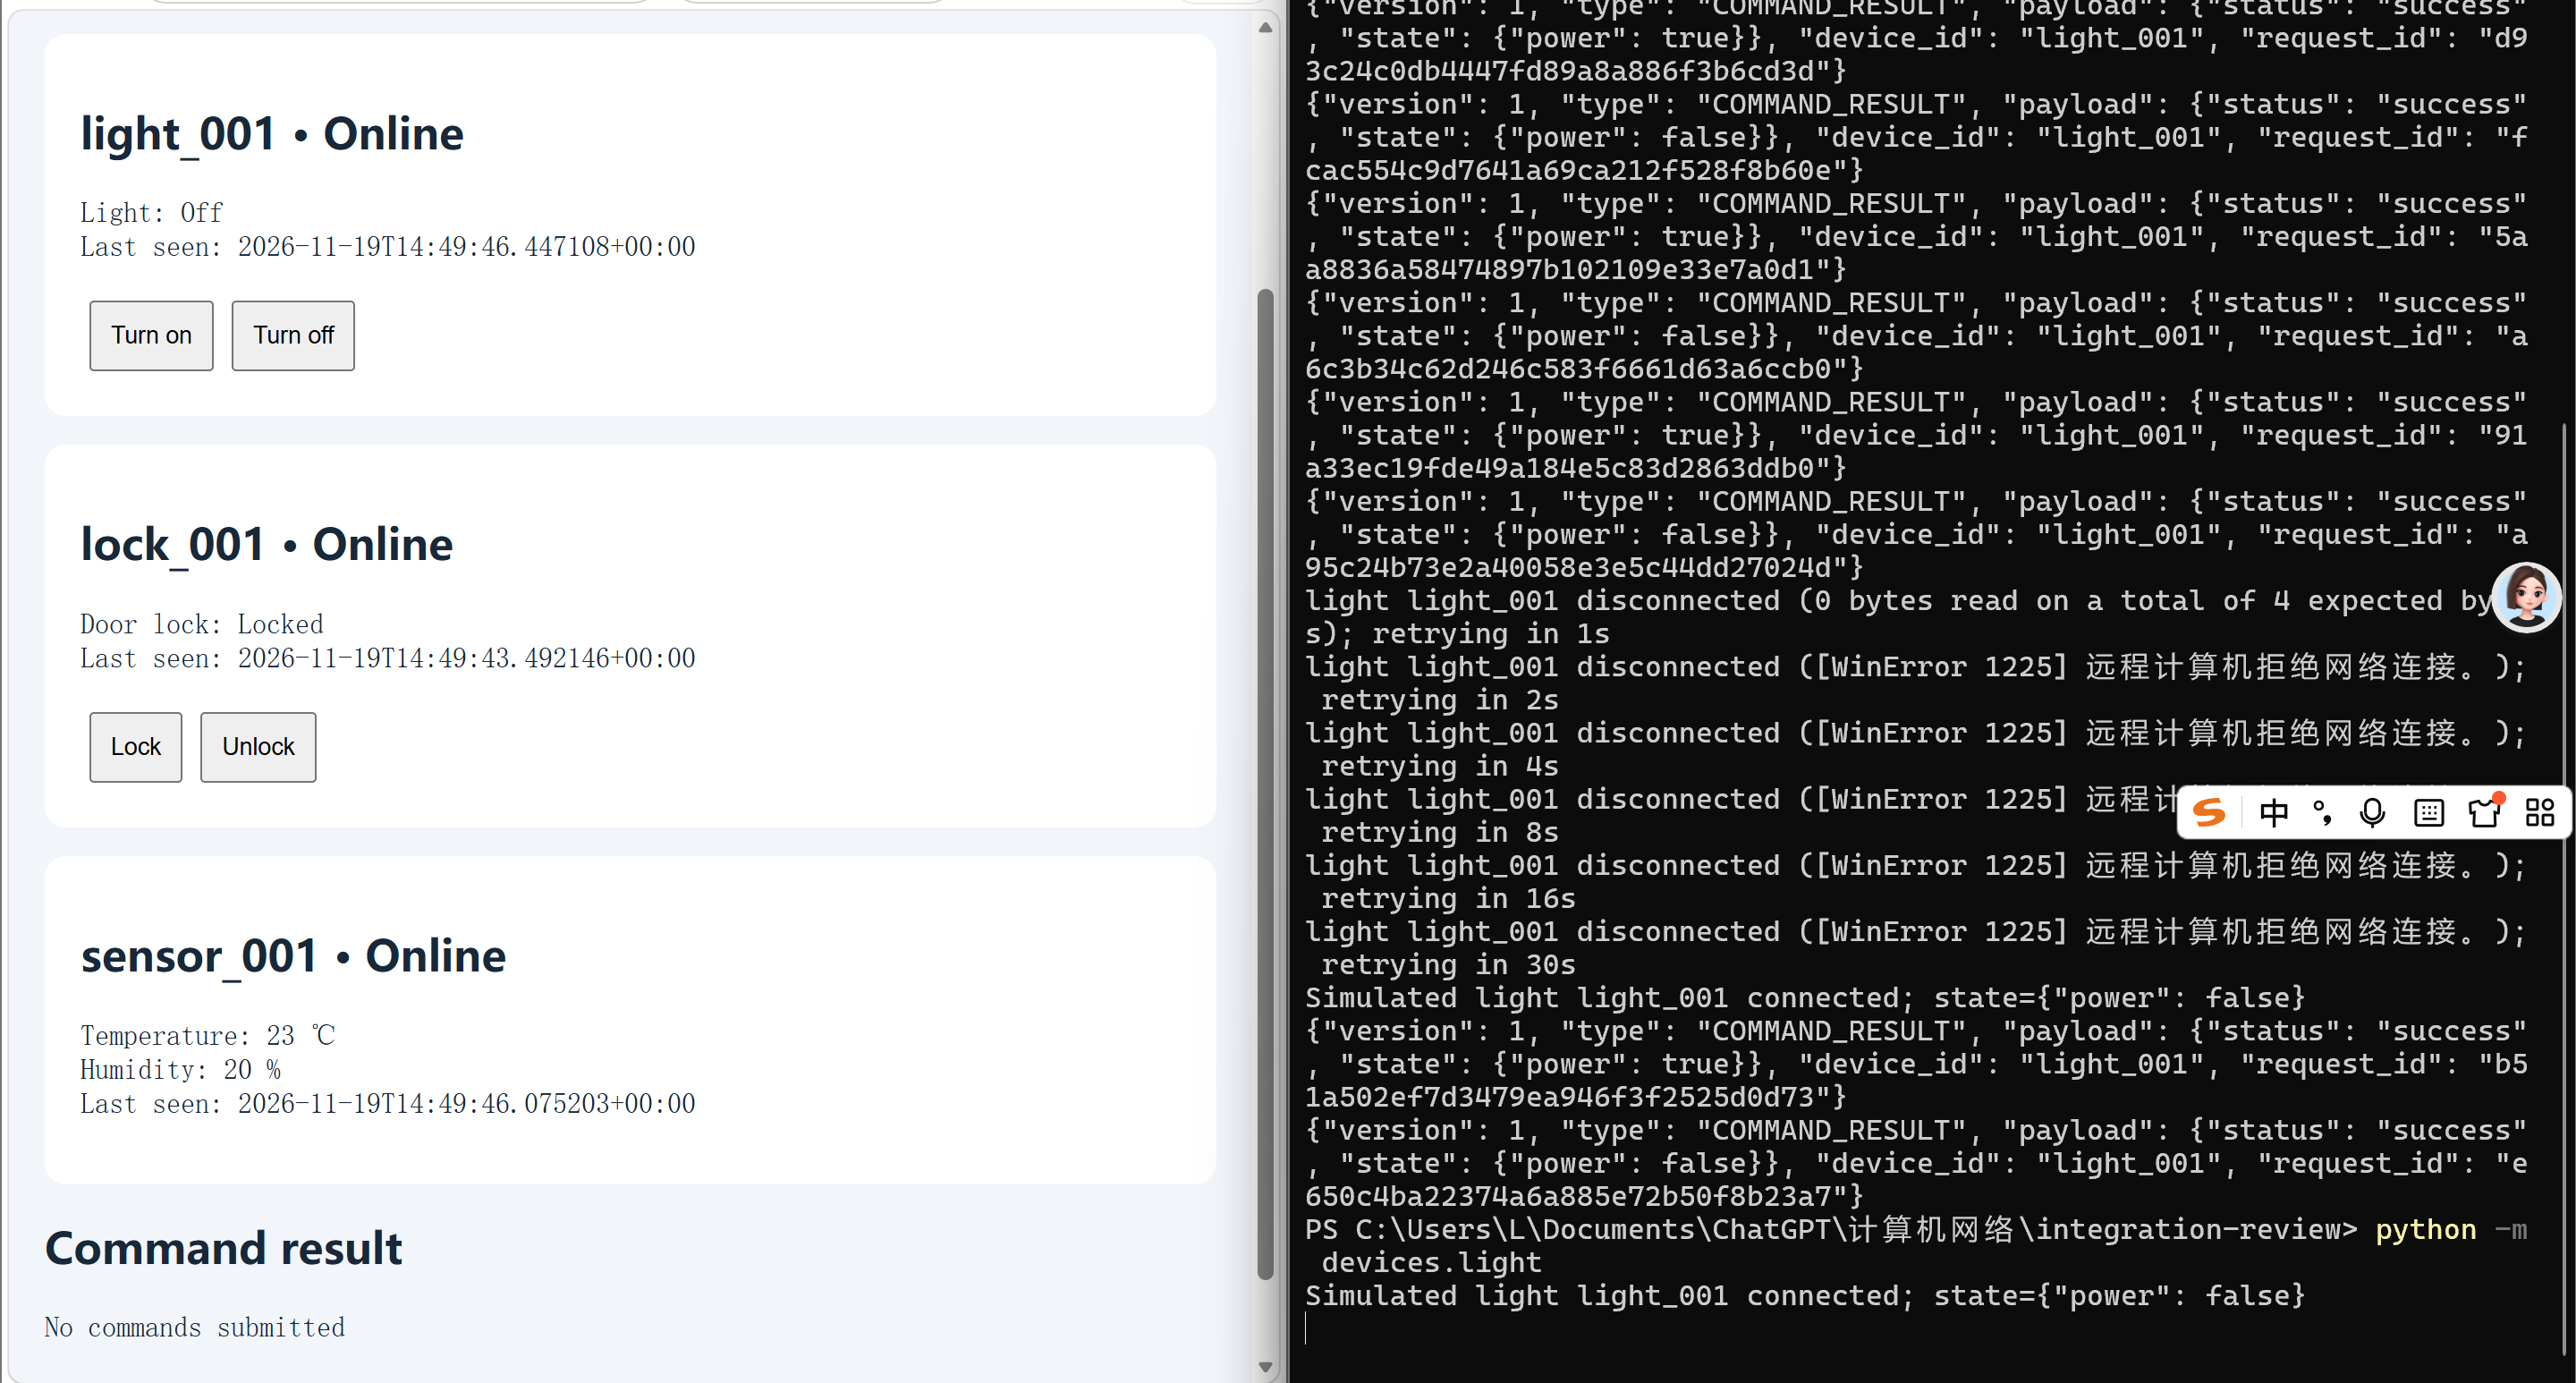 light_001 • Online
Light: Off
Last seen: 2026-11-19T14:49:46.447108+00:00
Turn on
Turn off
lock_001 • Online
Door lock: Locked
Last seen: 2026-11-19T14:49:43.492146+00:00
Lock
Unlock
sensor_001 • Online
Temperature: 23 ℃
Humidity: 20 %
Last seen: 2026-11-19T14:49:46.075203+00:00
Command result
No commands submitted
{"version": 1, "type": "COMMAND_RESULT", "payload": {"status": "success"
, "state": {"power": true}}, "device_id": "light_001", "request_id": "d9
3c24c0db4447fd89a8a886f3b6cd3d"}
{"version": 1, "type": "COMMAND_RESULT", "payload": {"status": "success"
, "state": {"power": false}}, "device_id": "light_001", "request_id": "f
cac554c9d7641a69ca212f528f8b60e"}
{"version": 1, "type": "COMMAND_RESULT", "payload": {"status": "success"
, "state": {"power": true}}, "device_id": "light_001", "request_id": "5a
a8836a58474897b102109e33e7a0d1"}
{"version": 1, "type": "COMMAND_RESULT", "payload": {"status": "success"
, "state": {"power": false}}, "device_id": "light_001", "request_id": "a
6c3b34c62d246c583f6661d63a6ccb0"}
{"version": 1, "type": "COMMAND_RESULT", "payload": {"status": "success"
, "state": {"power": true}}, "device_id": "light_001", "request_id": "91
a33ec19fde49a184e5c83d2863ddb0"}
{"version": 1, "type": "COMMAND_RESULT", "payload": {"status": "success"
, "state": {"power": false}}, "device_id": "light_001", "request_id": "a
95c24b73e2a40058e3e5c44dd27024d"}
light light_001 disconnected (0 bytes read on a total of 4 expected by
s); retrying in 1s
light light_001 disconnected ([WinError 1225] 远程计算机拒绝网络连接。);
retrying in 2s
light light_001 disconnected ([WinError 1225] 远程计算机拒绝网络连接。);
retrying in 4s
light light_001 disconnected ([WinError 1225] 远程计
retrying in 8s
light light_001 disconnected ([WinError 1225] 远程计算机拒绝网络连接。);
retrying in 16s
light light_001 disconnected ([WinError 1225] 远程计算机拒绝网络连接。);
retrying in 30s
Simulated light light_001 connected; state={"power": false}
{"version": 1, "type": "COMMAND_RESULT", "payload": {"status": "success"
, "state": {"power": true}}, "device_id": "light_001", "request_id": "b5
1a502ef7d3479ea946f3f2525d0d73"}
{"version": 1, "type": "COMMAND_RESULT", "payload": {"status": "success"
, "state": {"power": false}}, "device_id": "light_001", "request_id": "e
650c4ba22374a6a885e72b50f8b23a7"}
PS C:\Users\L\Documents\ChatGPT\计算机网络\integration-review> python -m
devices.light
Simulated light light_001 connected; state={"power": false}
中